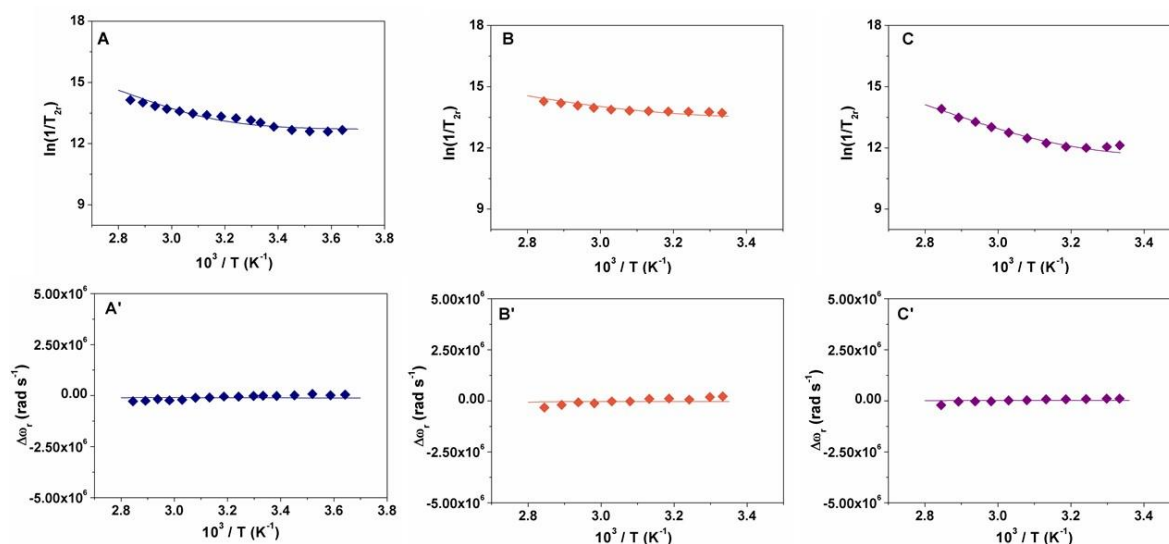 A
ln(1/T₂ᵣ)
18
15
12
9
2.8 3.0 3.2 3.4 3.6 3.8
10³ / T (K⁻¹)
B
ln(1/T₂ᵣ)
18
15
12
9
2.8 3.0 3.2 3.4
10³ / T (K⁻¹)
C
ln(1/T₂ᵣ)
18
15
12
9
2.8 3.0 3.2 3.4
10³ / T (K⁻¹)
A'
Δωᵣ (rad s⁻¹)
5.00x10⁶
2.50x10⁶
0.00
-2.50x10⁶
-5.00x10⁶
2.8 3.0 3.2 3.4 3.6 3.8
10³ / T (K⁻¹)
B'
Δωᵣ (rad s⁻¹)
5.00x10⁶
2.50x10⁶
0.00
-2.50x10⁶
-5.00x10⁶
2.8 3.0 3.2 3.4
10³ / T (K⁻¹)
C'
Δωᵣ (rad s⁻¹)
5.00x10⁶
2.50x10⁶
0.00
-2.50x10⁶
-5.00x10⁶
2.8 3.0 3.2 3.4
10³ / T (K⁻¹)